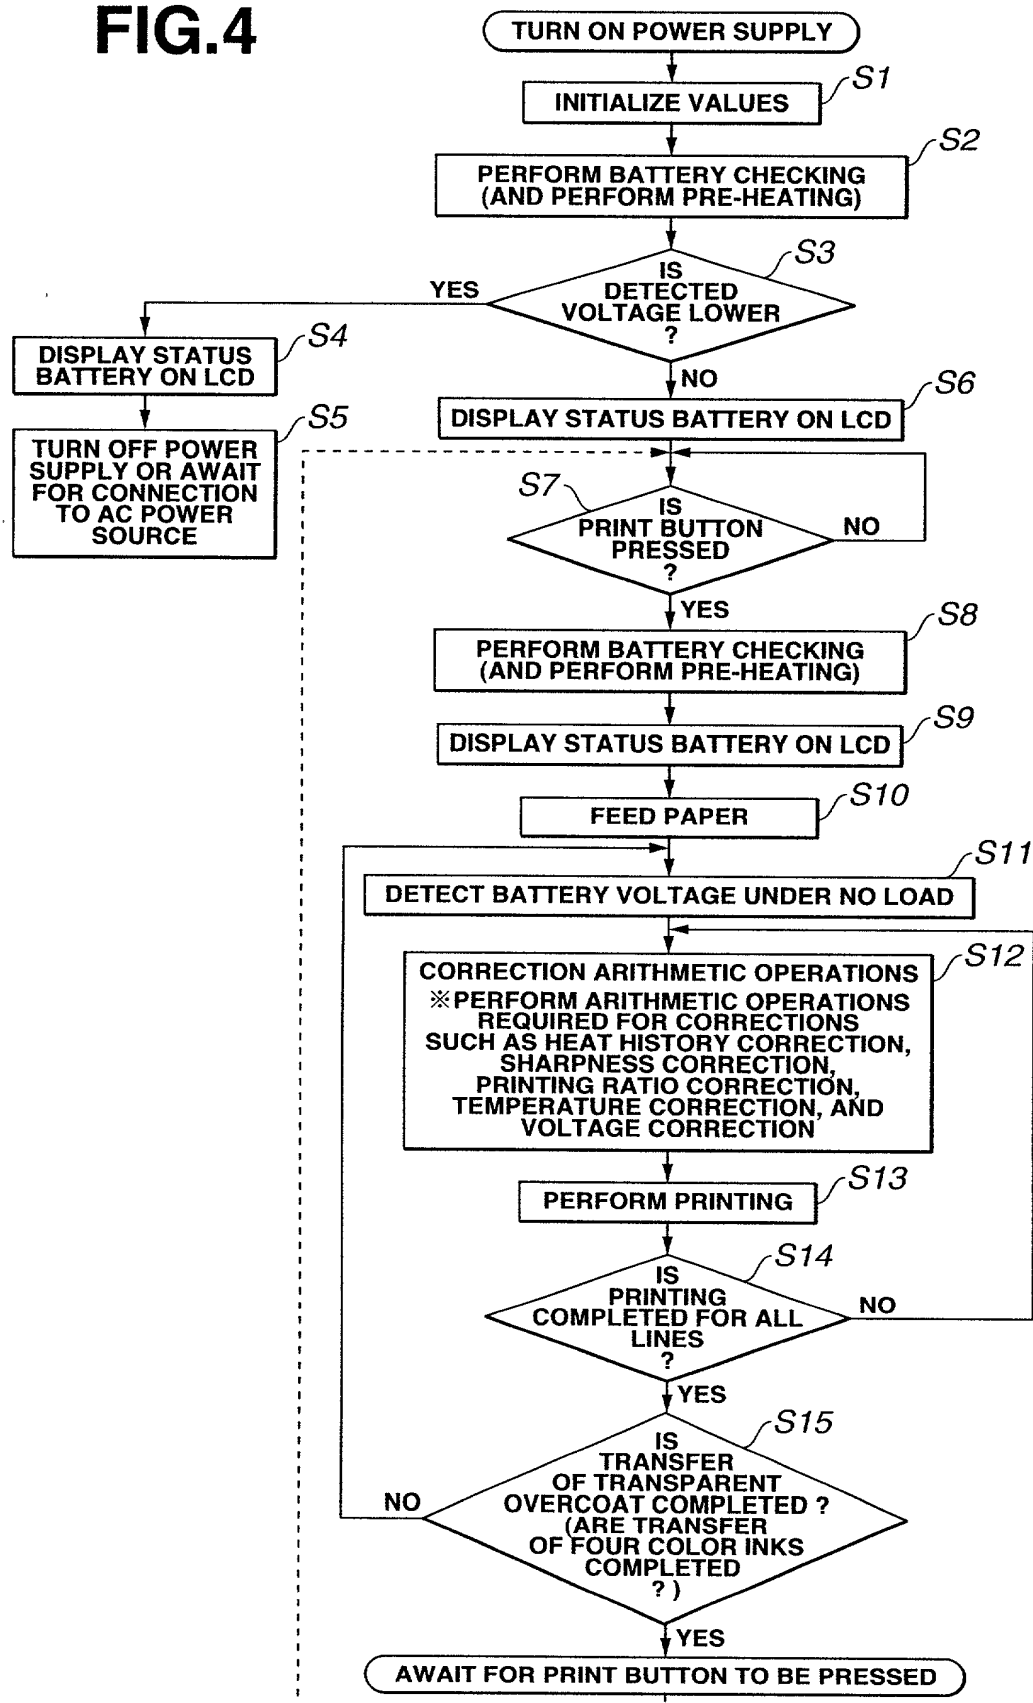 FIG.4
TURN ON POWER SUPPLY
S1
INITIALIZE VALUES
S2
PERFORM BATTERY CHECKING
(AND PERFORM PRE-HEATING)
S3
IS
DETECTED
VOLTAGE LOWER
?
YES
S4
DISPLAY STATUS
BATTERY ON LCD
S5
TURN OFF POWER
SUPPLY OR AWAIT
FOR CONNECTION
TO AC POWER
SOURCE
NO
S6
DISPLAY STATUS BATTERY ON LCD
S7
IS
PRINT BUTTON
PRESSED
?
NO
YES
S8
PERFORM BATTERY CHECKING
(AND PERFORM PRE-HEATING)
S9
DISPLAY STATUS BATTERY ON LCD
S10
FEED PAPER
S11
DETECT BATTERY VOLTAGE UNDER NO LOAD
S12
CORRECTION ARITHMETIC OPERATIONS
※PERFORM ARITHMETIC OPERATIONS
REQUIRED FOR CORRECTIONS
SUCH AS HEAT HISTORY CORRECTION,
SHARPNESS CORRECTION,
PRINTING RATIO CORRECTION,
TEMPERATURE CORRECTION, AND
VOLTAGE CORRECTION
S13
PERFORM PRINTING
S14
IS
PRINTING
COMPLETED FOR ALL
LINES
?
NO
YES
S15
IS
TRANSFER
OF TRANSPARENT
OVERCOAT COMPLETED ?
(ARE TRANSFER
OF FOUR COLOR INKS
COMPLETED
? )
NO
YES
AWAIT FOR PRINT BUTTON TO BE PRESSED